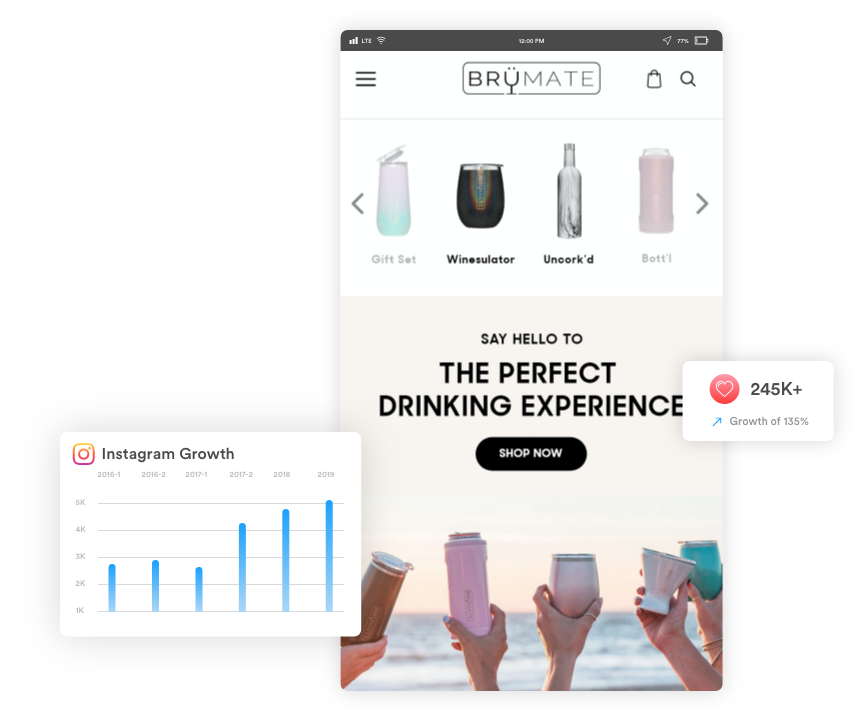 LTE
12:00 PM
77%
BRÜMATE
Gift Set
Winesulator
Uncork'd
Bott'l
SAY HELLO TO
THE PERFECT
DRINKING EXPERIENCE
SHOP NOW
245K+
Growth of 135%
Instagram Growth
2016-1 2016-2 2017-1 2017-2 2018 2019
5K
4K
3K
2K
1K